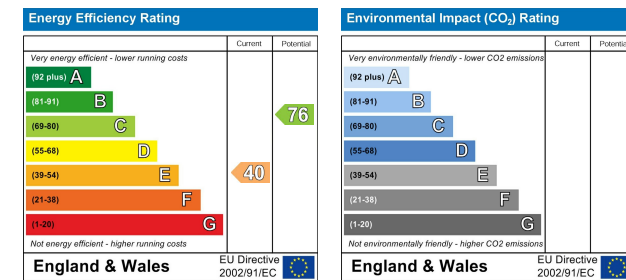 Energy Efficiency Rating
Current Potential
Very energy efficient - lower running costs
(92 plus) A
(81-91) B
(69-80) C
(55-68) D
(39-54) E
(21-38) F
(1-20) G
76
40
Not energy efficient - higher running costs
England & Wales
EU Directive
2002/91/EC
Environmental Impact (CO₂) Rating
Current Potential
Very environmentally friendly - lower CO2 emissions
(92 plus) A
(81-91) B
(69-80) C
(55-68) D
(39-54) E
(21-38) F
(1-20) G
Not environmentally friendly - higher CO2 emissions
England & Wales
EU Directive
2002/91/EC